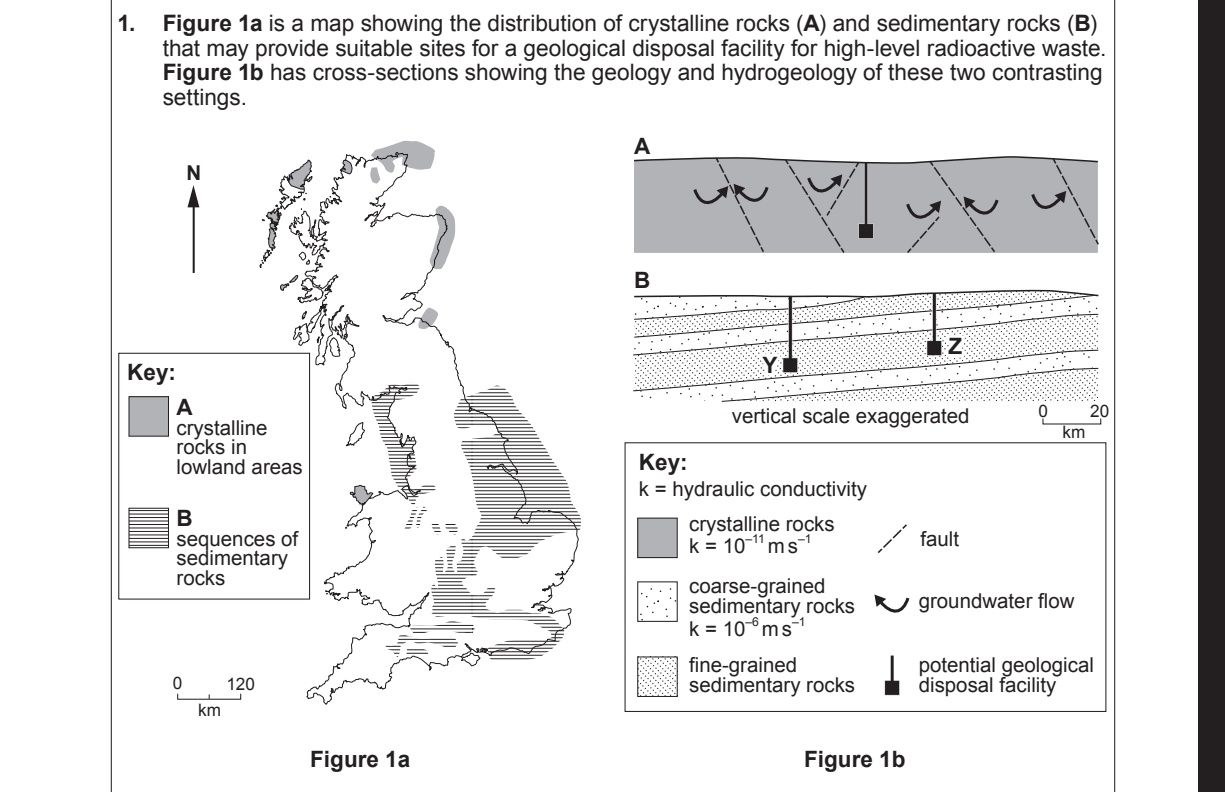 1. Figure 1a is a map showing the distribution of crystalline rocks (A) and sedimentary rocks (B)
that may provide suitable sites for a geological disposal facility for high-level radioactive waste.
Figure 1b has cross-sections showing the geology and hydrogeology of these two contrasting
settings.
N
Key:
A
crystalline
rocks in
lowland areas
B
sequences of
sedimentary
rocks
0 120
km
Figure 1a
A
B
Y
Z
vertical scale exaggerated
0 20
km
Key:
k = hydraulic conductivity
crystalline rocks
k = 10⁻¹¹ m s⁻¹
fault
coarse-grained
sedimentary rocks
k = 10⁻⁶ m s⁻¹
groundwater flow
fine-grained
sedimentary rocks
potential geological
disposal facility
Figure 1b